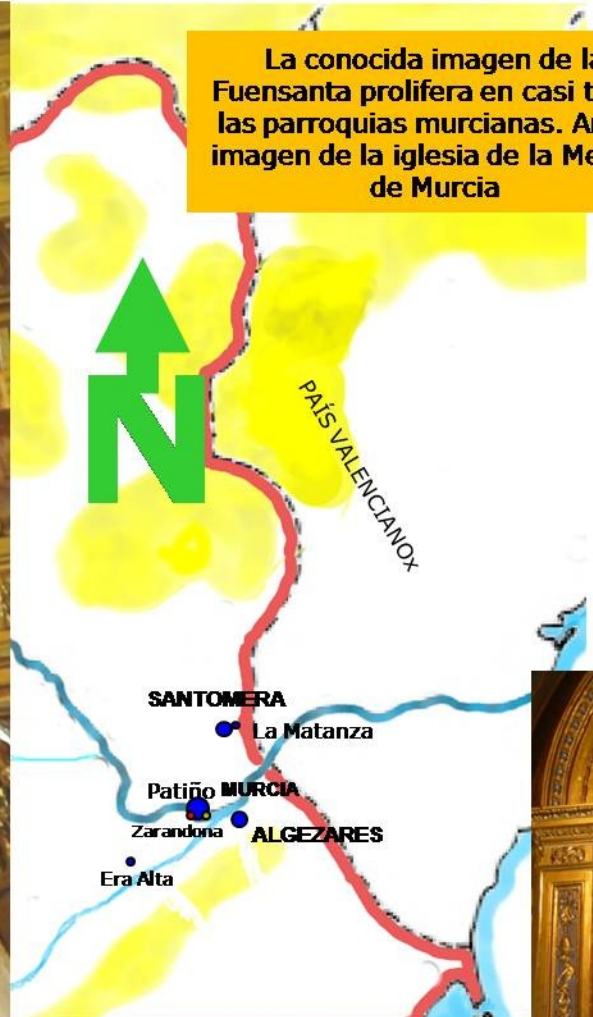 La conocida imagen de la
Fuensanta prolifera en casi
las parroquias murcianas.
imagen de la iglesia de la
de Murcia
N
PAÍS VALENCIANOx
SANTOMERA
La Matanza
Patiño MURCIA
Zarandona
ALGEZARES
Era Alta